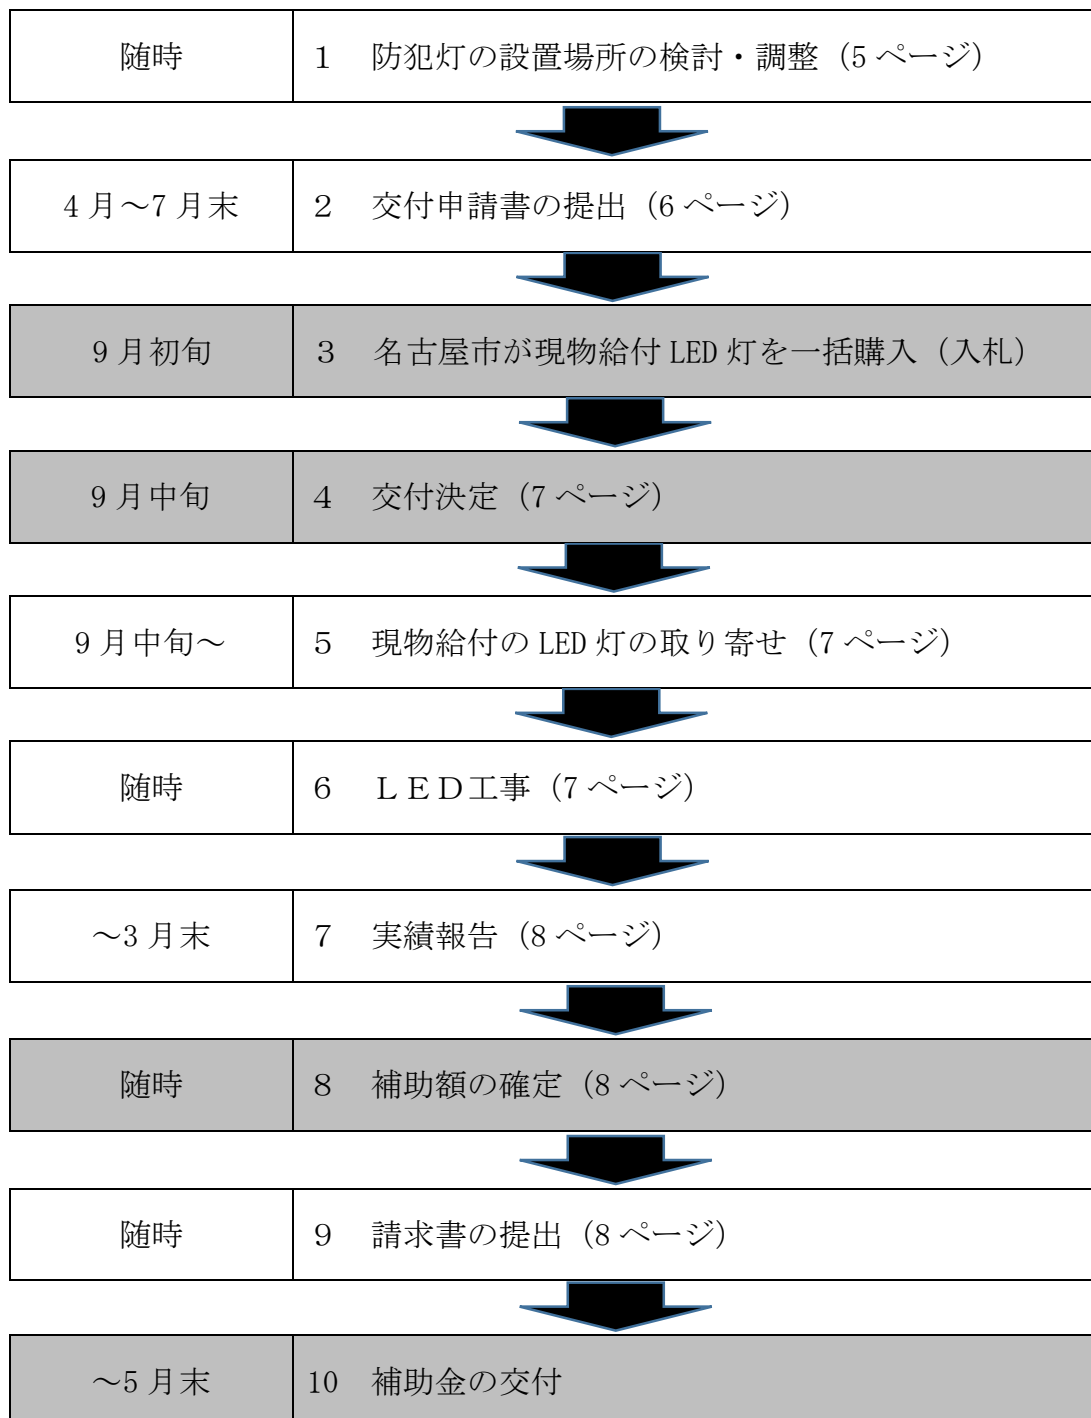 随時 １　防犯灯の設置場所の検討・調整（5 ページ）
4 月～7 月末 ２　交付申請書の提出（6 ページ）
9 月初旬 ３　名古屋市が現物給付 LED 灯を一括購入（入札）
9 月中旬 ４　交付決定（7 ページ）
9 月中旬～ ５　現物給付の LED 灯の取り寄せ（7 ページ）
随時 ６　ＬＥＤ工事（7 ページ）
～3 月末 ７　実績報告（8 ページ）
随時 ８　補助額の確定（8 ページ）
随時 ９　請求書の提出（8 ページ）
～5 月末 10　補助金の交付